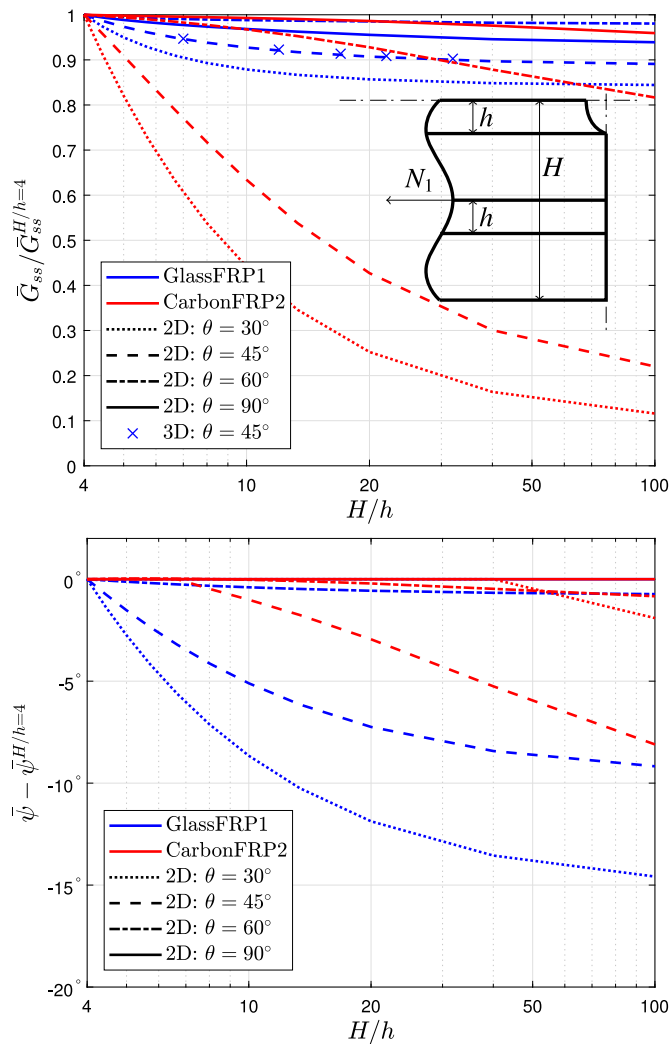 1
0.9
0.8
0.7
0.6
0.5
0.4
0.3
0.2
0.1
0
G̅ss/G̅ss^H/h=4
h
H
N₁
h
GlassFRP1
CarbonFRP2
2D: θ = 30°
2D: θ = 45°
2D: θ = 60°
2D: θ = 90°
3D: θ = 45°
4 10 20 50 100
H/h
0°
-5°
-10°
-15°
-20°
ψ̅ − ψ̅^H/h=4
GlassFRP1
CarbonFRP2
2D: θ = 30°
2D: θ = 45°
2D: θ = 60°
2D: θ = 90°
4 10 20 50 100
H/h